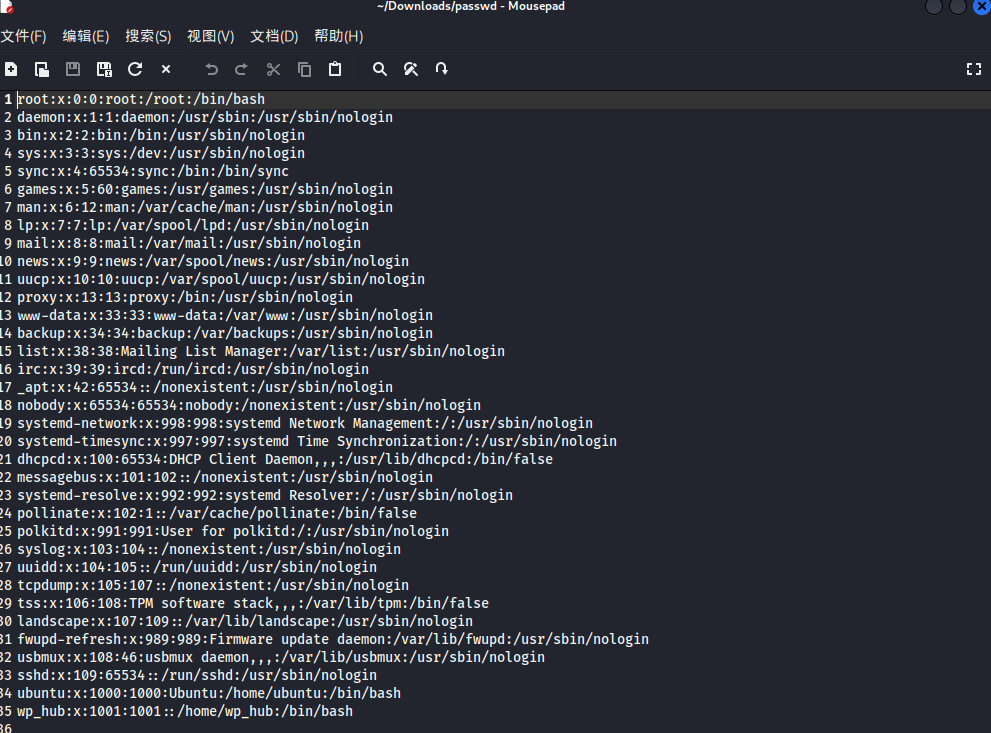 ~/Downloads/passwd - Mousepad
文件(F) 编辑(E) 搜索(S) 视图(V) 文档(D) 帮助(H)
1 root:x:0:0:root:/root:/bin/bash
2 daemon:x:1:1:daemon:/usr/sbin:/usr/sbin/nologin
3 bin:x:2:2:bin:/bin:/usr/sbin/nologin
4 sys:x:3:3:sys:/dev:/usr/sbin/nologin
5 sync:x:4:65534:sync:/bin:/bin/sync
6 games:x:5:60:games:/usr/games:/usr/sbin/nologin
7 man:x:6:12:man:/var/cache/man:/usr/sbin/nologin
8 lp:x:7:7:lp:/var/spool/lpd:/usr/sbin/nologin
9 mail:x:8:8:mail:/var/mail:/usr/sbin/nologin
10 news:x:9:9:news:/var/spool/news:/usr/sbin/nologin
11 uucp:x:10:10:uucp:/var/spool/uucp:/usr/sbin/nologin
12 proxy:x:13:13:proxy:/bin:/usr/sbin/nologin
13 www-data:x:33:33:www-data:/var/www:/usr/sbin/nologin
14 backup:x:34:34:backup:/var/backups:/usr/sbin/nologin
15 list:x:38:38:Mailing List Manager:/var/list:/usr/sbin/nologin
16 irc:x:39:39:ircd:/run/ircd:/usr/sbin/nologin
17 _apt:x:42:65534::/nonexistent:/usr/sbin/nologin
18 nobody:x:65534:65534:nobody:/nonexistent:/usr/sbin/nologin
19 systemd-network:x:998:998:systemd Network Management:/:/usr/sbin/nologin
20 systemd-timesync:x:997:997:systemd Time Synchronization:/:/usr/sbin/nologin
21 dhcpcd:x:100:65534:DHCP Client Daemon,,,:/usr/lib/dhcpcd:/bin/false
22 messagebus:x:101:102::/nonexistent:/usr/sbin/nologin
23 systemd-resolve:x:992:992:systemd Resolver:/:/usr/sbin/nologin
24 pollinate:x:102:1::/var/cache/pollinate:/bin/false
25 polkitd:x:991:991:User for polkitd:/:/usr/sbin/nologin
26 syslog:x:103:104::/nonexistent:/usr/sbin/nologin
27 uuidd:x:104:105::/run/uuidd:/usr/sbin/nologin
28 tcpdump:x:105:107::/nonexistent:/usr/sbin/nologin
29 tss:x:106:108:TPM software stack,,,:/var/lib/tpm:/bin/false
30 landscape:x:107:109::/var/lib/landscape:/usr/sbin/nologin
31 fwupd-refresh:x:989:989:Firmware update daemon:/var/lib/fwupd:/usr/sbin/nologin
32 usbmux:x:108:46:usbmux daemon,,,:/var/lib/usbmux:/usr/sbin/nologin
33 sshd:x:109:65534::/run/sshd:/usr/sbin/nologin
34 ubuntu:x:1000:1000:Ubuntu:/home/ubuntu:/bin/bash
35 wp_hub:x:1001:1001::/home/wp_hub:/bin/bash
36